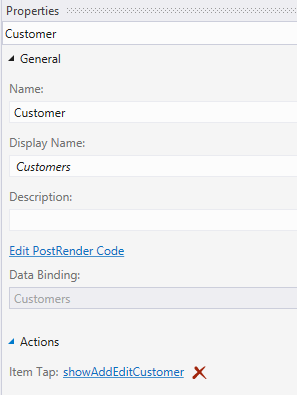 Properties
Customer
General
Name:
Customer
Display Name:
Customers
Description:
Edit PostRender Code
Data Binding:
Customers
Actions
Item Tap: showAddEditCustomer